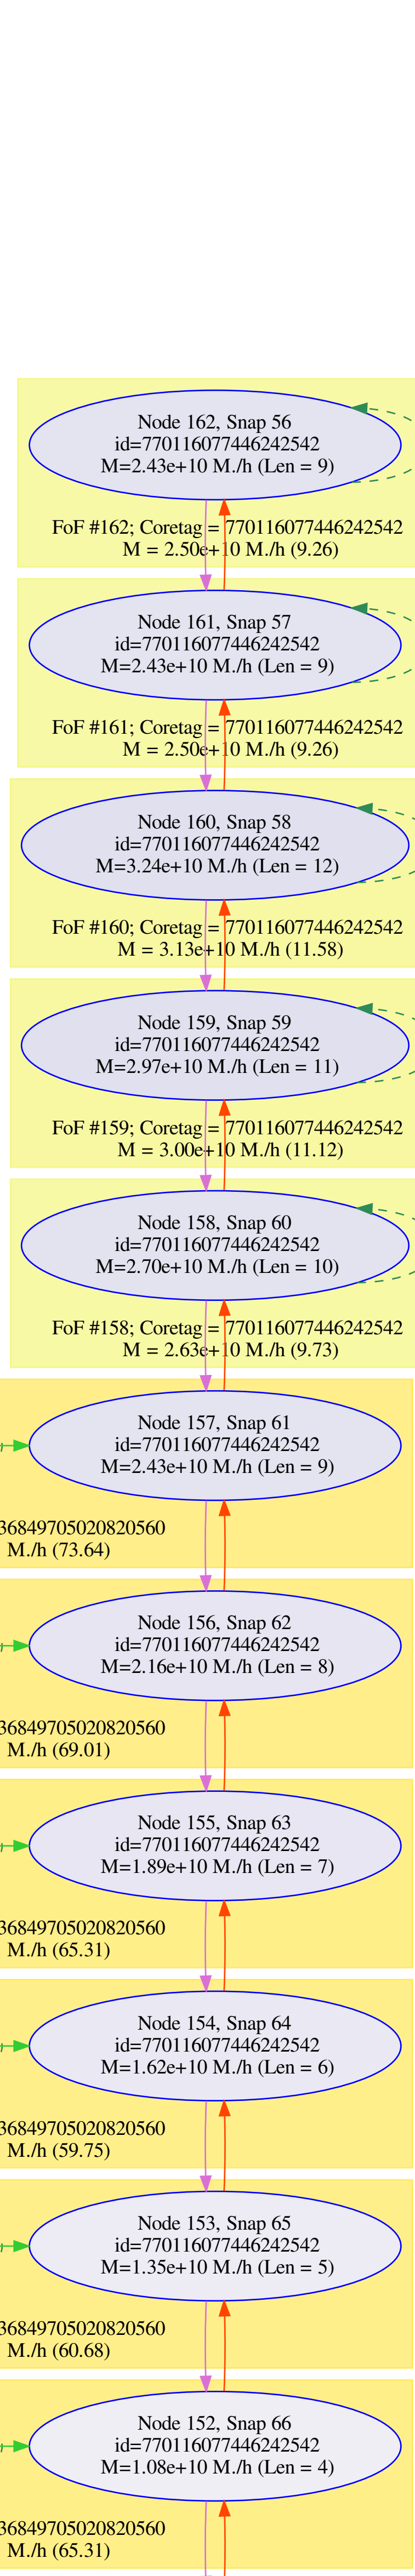 Node 162, Snap 56
id=770116077446242542
M=2.43e+10 M./h (Len = 9)
FoF #162; Coretag = 770116077446242542
M = 2.50e+10 M./h (9.26)
Node 161, Snap 57
id=770116077446242542
M=2.43e+10 M./h (Len = 9)
FoF #161; Coretag = 770116077446242542
M = 2.50e+10 M./h (9.26)
Node 160, Snap 58
id=770116077446242542
M=3.24e+10 M./h (Len = 12)
FoF #160; Coretag = 770116077446242542
M = 3.13e+10 M./h (11.58)
Node 159, Snap 59
id=770116077446242542
M=2.97e+10 M./h (Len = 11)
FoF #159; Coretag = 770116077446242542
M = 3.00e+10 M./h (11.12)
Node 158, Snap 60
id=770116077446242542
M=2.70e+10 M./h (Len = 10)
FoF #158; Coretag = 770116077446242542
M = 2.63e+10 M./h (9.73)
Node 157, Snap 61
id=770116077446242542
M=2.43e+10 M./h (Len = 9)
36849705020820560
M./h (73.64)
Node 156, Snap 62
id=770116077446242542
M=2.16e+10 M./h (Len = 8)
36849705020820560
M./h (69.01)
Node 155, Snap 63
id=770116077446242542
M=1.89e+10 M./h (Len = 7)
36849705020820560
M./h (65.31)
Node 154, Snap 64
id=770116077446242542
M=1.62e+10 M./h (Len = 6)
36849705020820560
M./h (59.75)
Node 153, Snap 65
id=770116077446242542
M=1.35e+10 M./h (Len = 5)
36849705020820560
M./h (60.68)
Node 152, Snap 66
id=770116077446242542
M=1.08e+10 M./h (Len = 4)
36849705020820560
M./h (65.31)